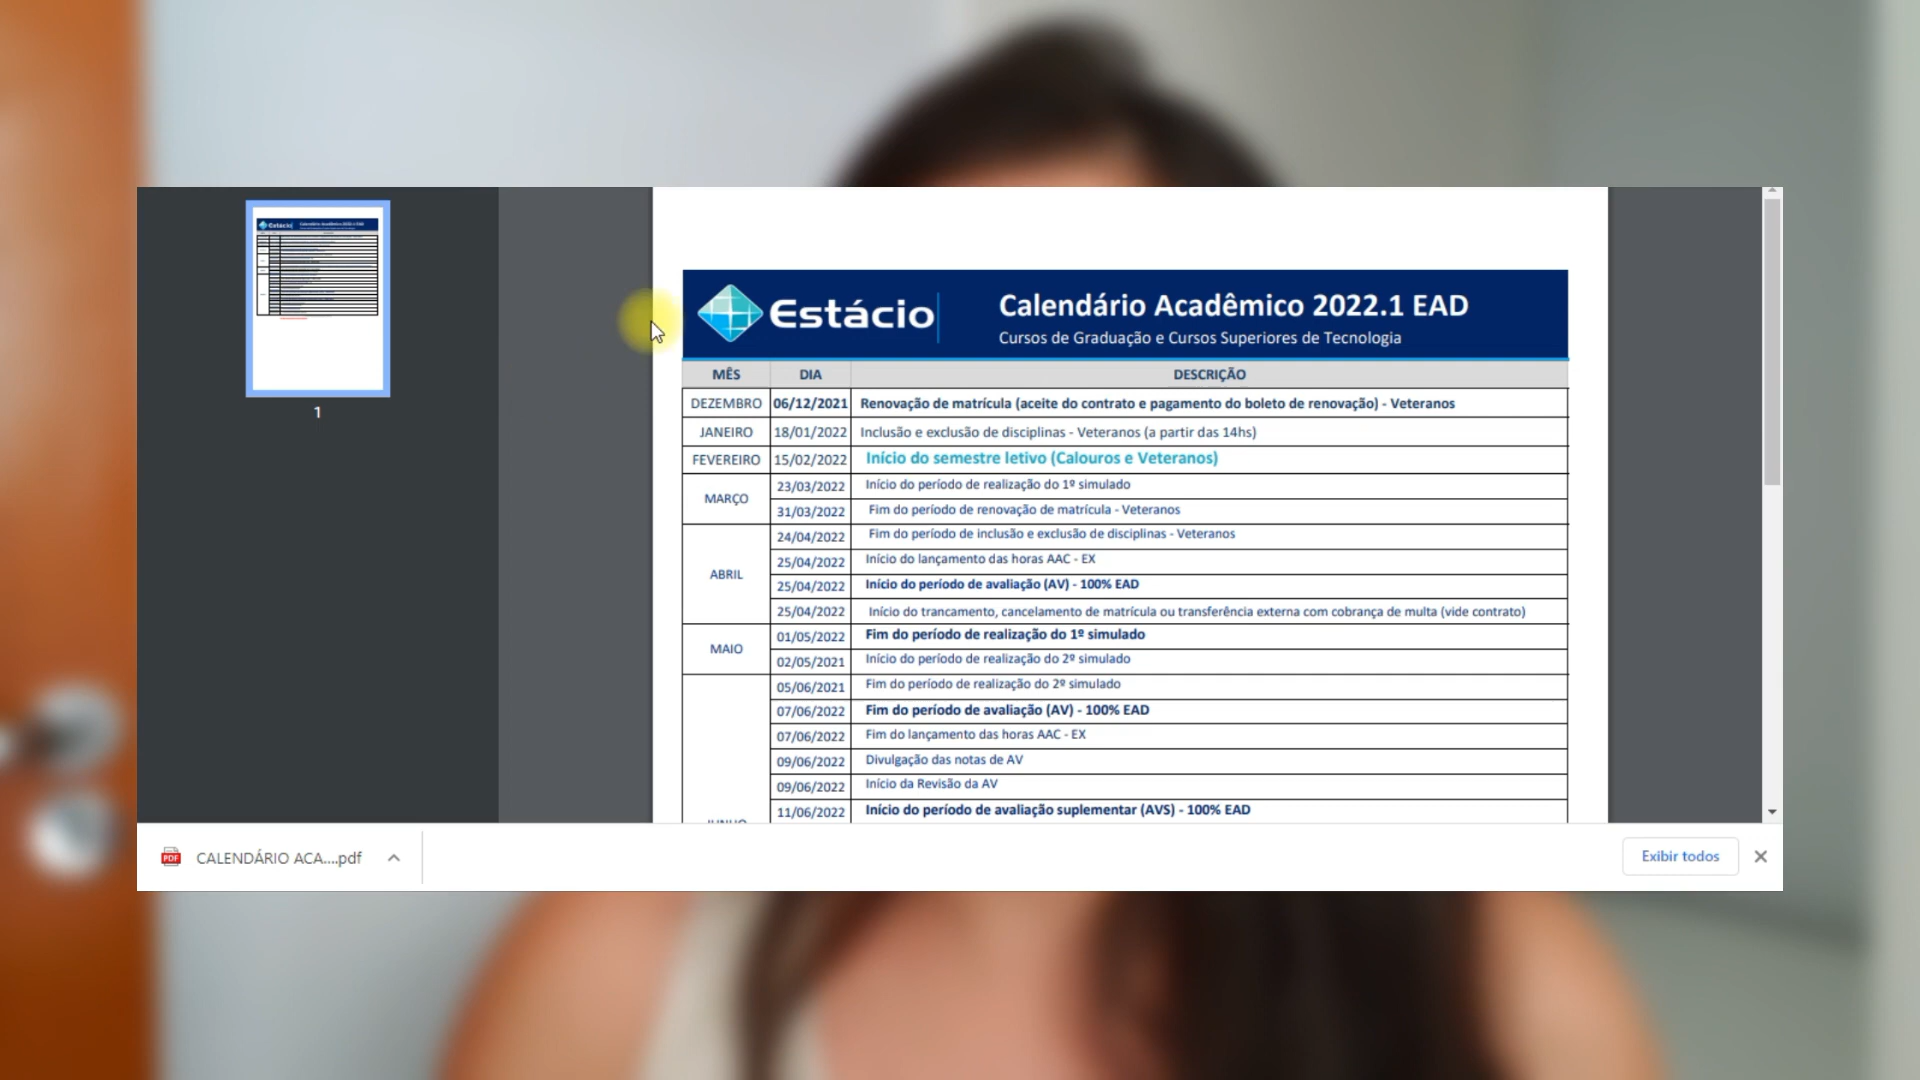 Estácio
Calendário Acadêmico 2022.1 EAD
Cursos de Graduação e Cursos Superiores de Tecnologia
MÊS DIA DESCRIÇÃO
DEZEMBRO 06/12/2021 Renovação de matrícula (aceite do contrato e pagamento do boleto de renovação) - Veteranos
JANEIRO 18/01/2022 Inclusão e exclusão de disciplinas - Veteranos (a partir das 14hs)
FEVEREIRO 15/02/2022 Início do semestre letivo (Calouros e Veteranos)
MARÇO 23/03/2022 Início do período de realização do 1º simulado
31/03/2022 Fim do período de renovação de matrícula - Veteranos
ABRIL 24/04/2022 Fim do período de inclusão e exclusão de disciplinas - Veteranos
25/04/2022 Início do lançamento das horas AAC - EX
25/04/2022 Início do período de avaliação (AV) - 100% EAD
25/04/2022 Início do trancamento, cancelamento de matrícula ou transferência externa com cobrança de multa (vide contrato)
MAIO 01/05/2022 Fim do período de realização do 1º simulado
02/05/2021 Início do período de realização do 2º simulado
05/06/2021 Fim do período de realização do 2º simulado
07/06/2022 Fim do período de avaliação (AV) - 100% EAD
07/06/2022 Fim do lançamento das horas AAC - EX
09/06/2022 Divulgação das notas de AV
09/06/2022 Início da Revisão da AV
11/06/2022 Início do período de avaliação suplementar (AVS) - 100% EAD
1
CALENDÁRIO ACA....pdf
Exibir todos